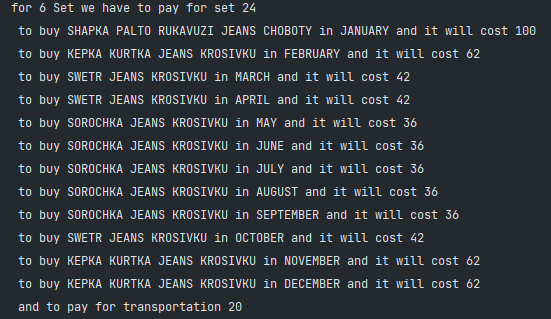 for 6 Set we have to pay for set 24
to buy SHAPKA PALTO RUKAVUZI JEANS CHOBOTY in JANUARY and it will cost 100
to buy KEPKA KURTKA JEANS KROSIVKU in FEBRUARY and it will cost 62
to buy SWETR JEANS KROSIVKU in MARCH and it will cost 42
to buy SWETR JEANS KROSIVKU in APRIL and it will cost 42
to buy SOROCHKA JEANS KROSIVKU in MAY and it will cost 36
to buy SOROCHKA JEANS KROSIVKU in JUNE and it will cost 36
to buy SOROCHKA JEANS KROSIVKU in JULY and it will cost 36
to buy SOROCHKA JEANS KROSIVKU in AUGUST and it will cost 36
to buy SOROCHKA JEANS KROSIVKU in SEPTEMBER and it will cost 36
to buy SWETR JEANS KROSIVKU in OCTOBER and it will cost 42
to buy KEPKA KURTKA JEANS KROSIVKU in NOVEMBER and it will cost 62
to buy KEPKA KURTKA JEANS KROSIVKU in DECEMBER and it will cost 62
and to pay for transportation 20